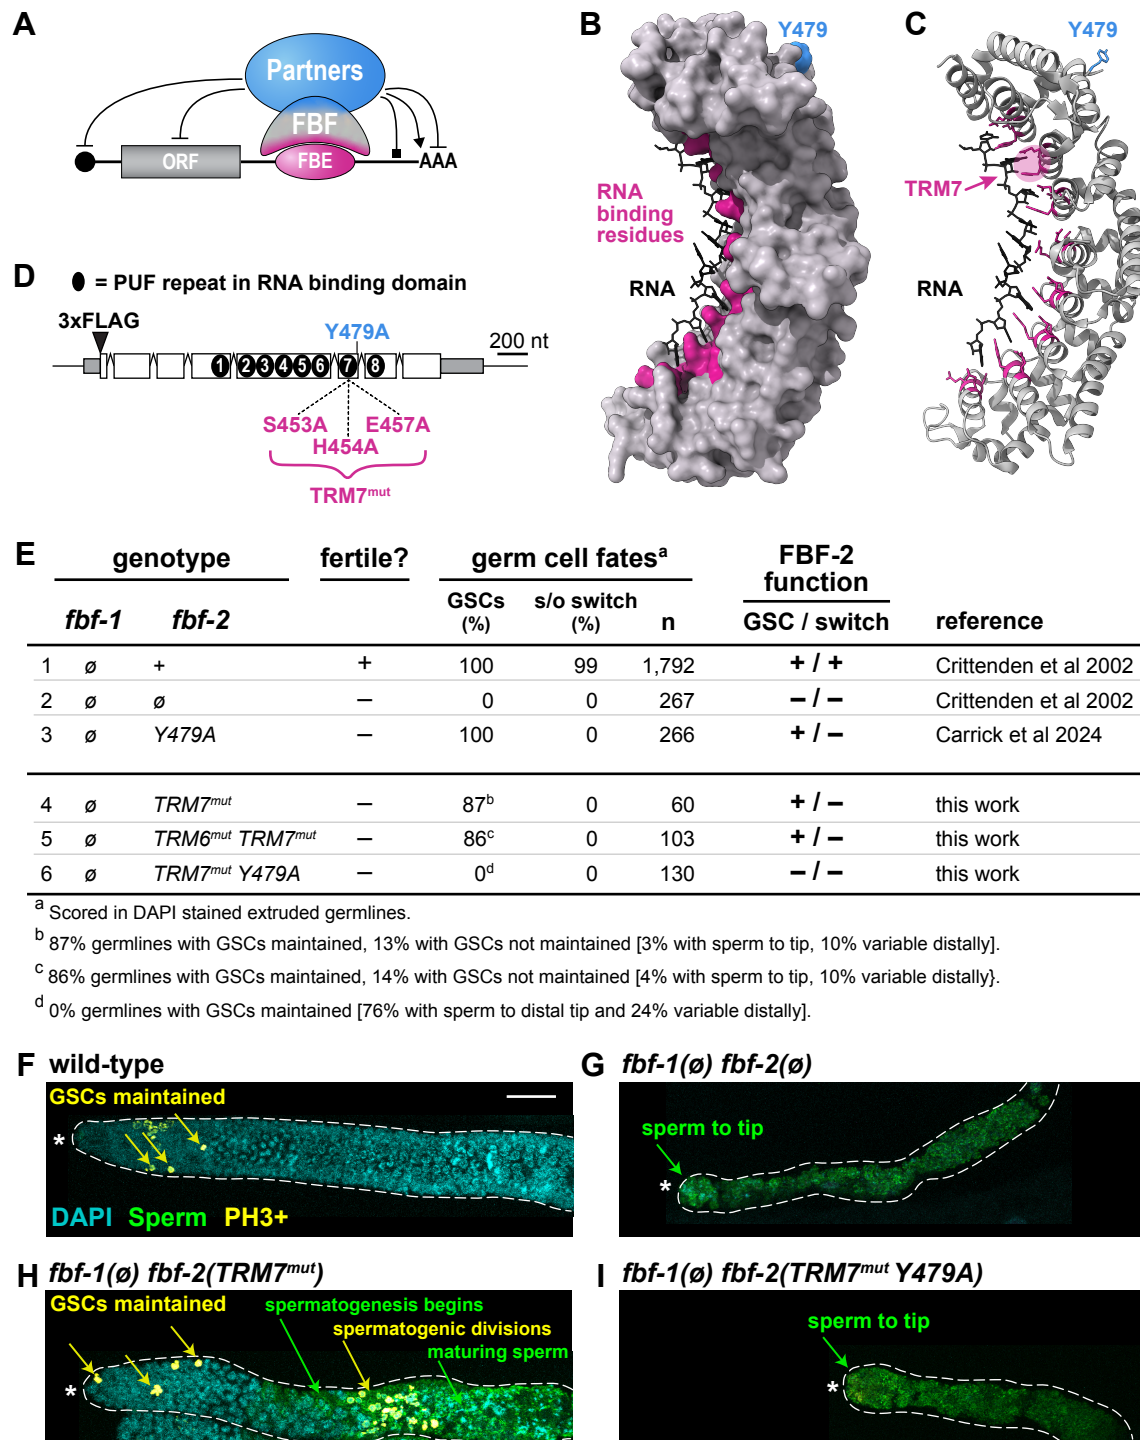 A
Partners
FBF
FBE
ORF
AAA
B
Y479
RNA
binding
residues
RNA
C
Y479
TRM7
RNA
D
= PUF repeat in RNA binding domain
3xFLAG
Y479A
200 nt
1 2 3 4 5 6 7 8
S453A E457A
H454A
TRM7mut
E
genotype fertile? germ cell fatesa FBF-2 function
fbf-1 fbf-2 GSCs (%) s/o switch (%) n GSC / switch reference
1 ø + + 100 99 1,792 + / + Crittenden et al 2002
2 ø ø – 0 0 267 – / – Crittenden et al 2002
3 ø Y479A – 100 0 266 + / – Carrick et al 2024
4 ø TRM7mut – 87b 0 60 + / – this work
5 ø TRM6mut TRM7mut – 86c 0 103 + / – this work
6 ø TRM7mut Y479A – 0d 0 130 – / – this work
a Scored in DAPI stained extruded germlines.
b 87% germlines with GSCs maintained, 13% with GSCs not maintained [3% with sperm to tip, 10% variable distally].
c 86% germlines with GSCs maintained, 14% with GSCs not maintained [4% with sperm to tip, 10% variable distally}.
d 0% germlines with GSCs maintained [76% with sperm to distal tip and 24% variable distally].
F wild-type
GSCs maintained
*
DAPI Sperm PH3+
G fbf-1(ø) fbf-2(ø)
sperm to tip
*
H fbf-1(ø) fbf-2(TRM7mut)
GSCs maintained
spermatogenesis begins
spermatogenic divisions
maturing sperm
*
I fbf-1(ø) fbf-2(TRM7mut Y479A)
sperm to tip
*